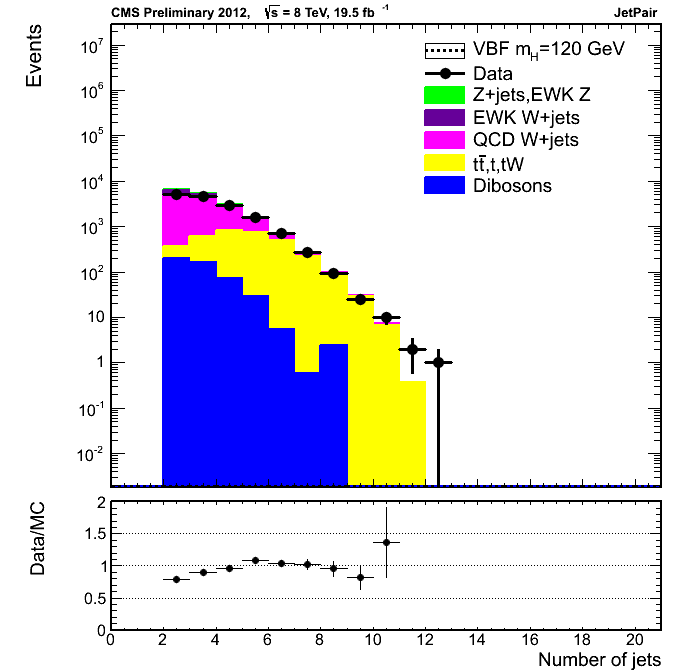 CMS Preliminary 2012, √s = 8 TeV, 19.5 fb⁻¹ JetPair
Events
10⁷
10⁶
10⁵
10⁴
10³
10²
10
1
10⁻¹
10⁻²
VBF m_H=120 GeV
Data
Z+jets,EWK Z
EWK W+jets
QCD W+jets
tt̄,t,tW
Dibosons
Data/MC
2
1.5
1
0.5
0
0 2 4 6 8 10 12 14 16 18 20
Number of jets